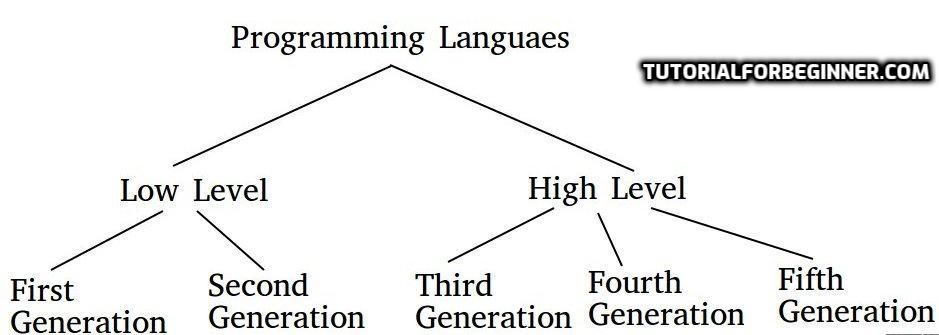 Programming Languaes
TUTORIALFORBEGINNER.COM
Low Level
High Level
First
Generation
Second
Generation
Third
Generation
Fourth
Generation
Fifth
Generation